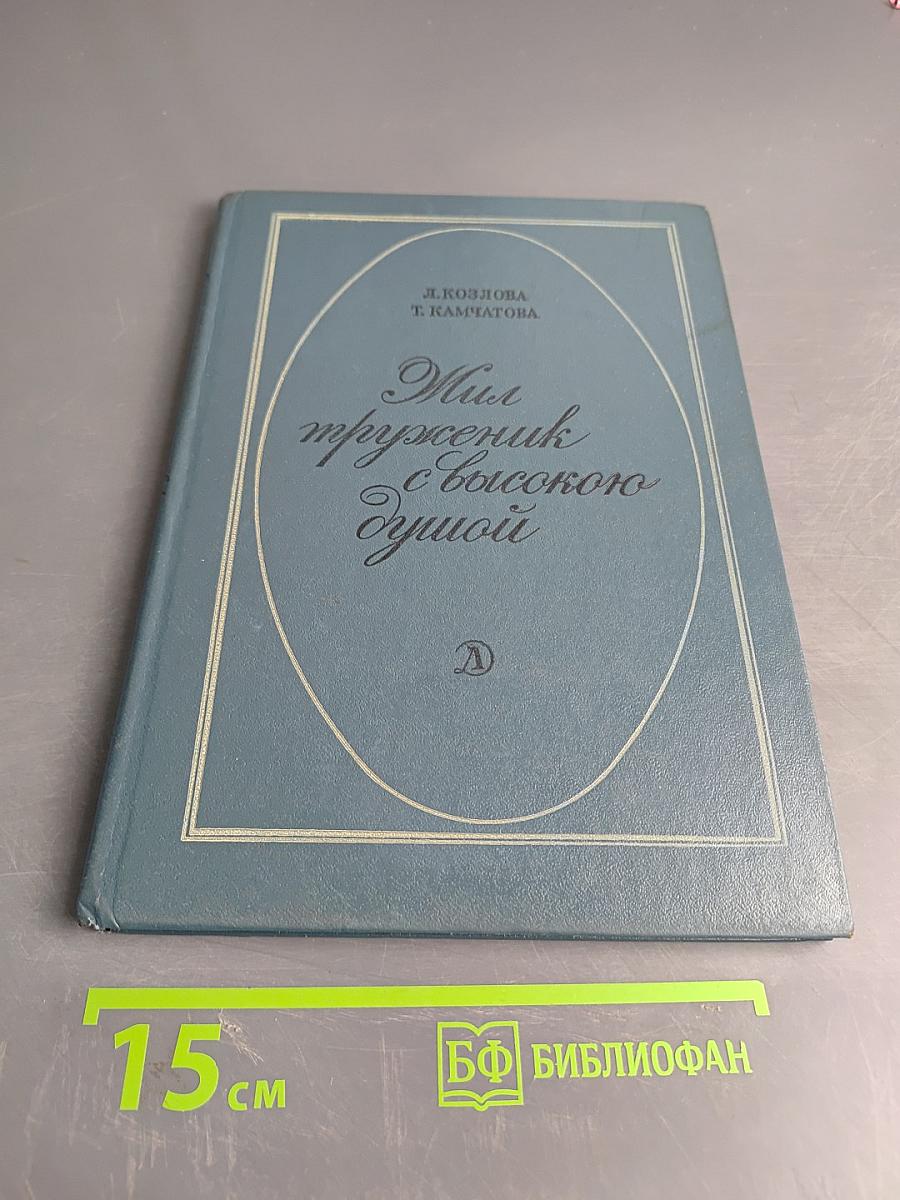 Л. КОЗЛОВА
Т. КАМЧАТОВА
Жил
труженик
с высокою
душой
Д
15 см
БФ БИБЛИОФАН